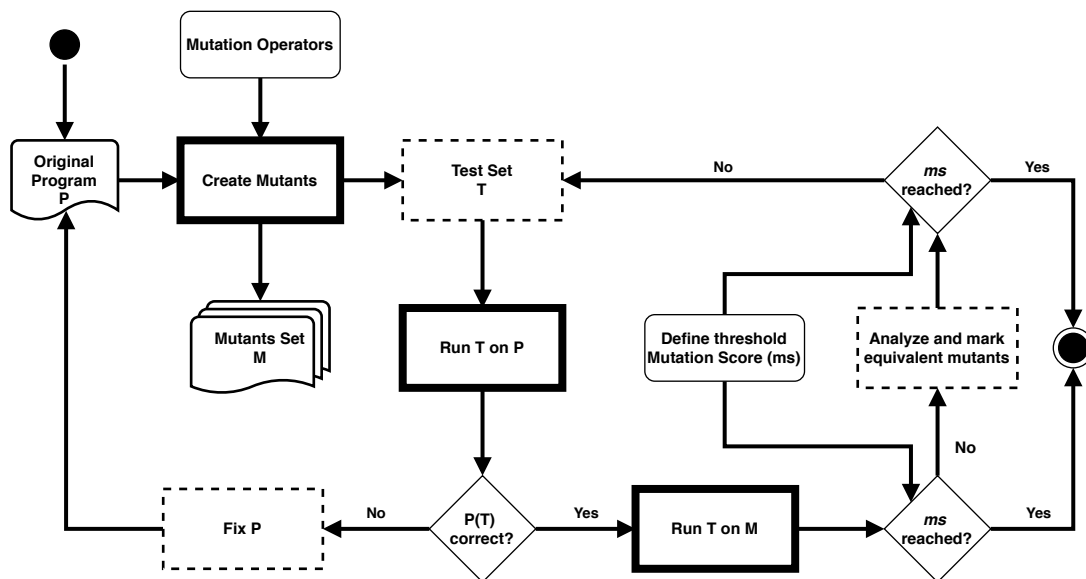 Mutation Operators
Original
Program
P
Create Mutants
Test Set
T
No
ms
reached?
Yes
Mutants Set
M
Run T on P
Define threshold
Mutation Score (ms)
Analyze and mark
equivalent mutants
No
Fix P
No
P(T)
correct?
Yes
Run T on M
ms
reached?
Yes